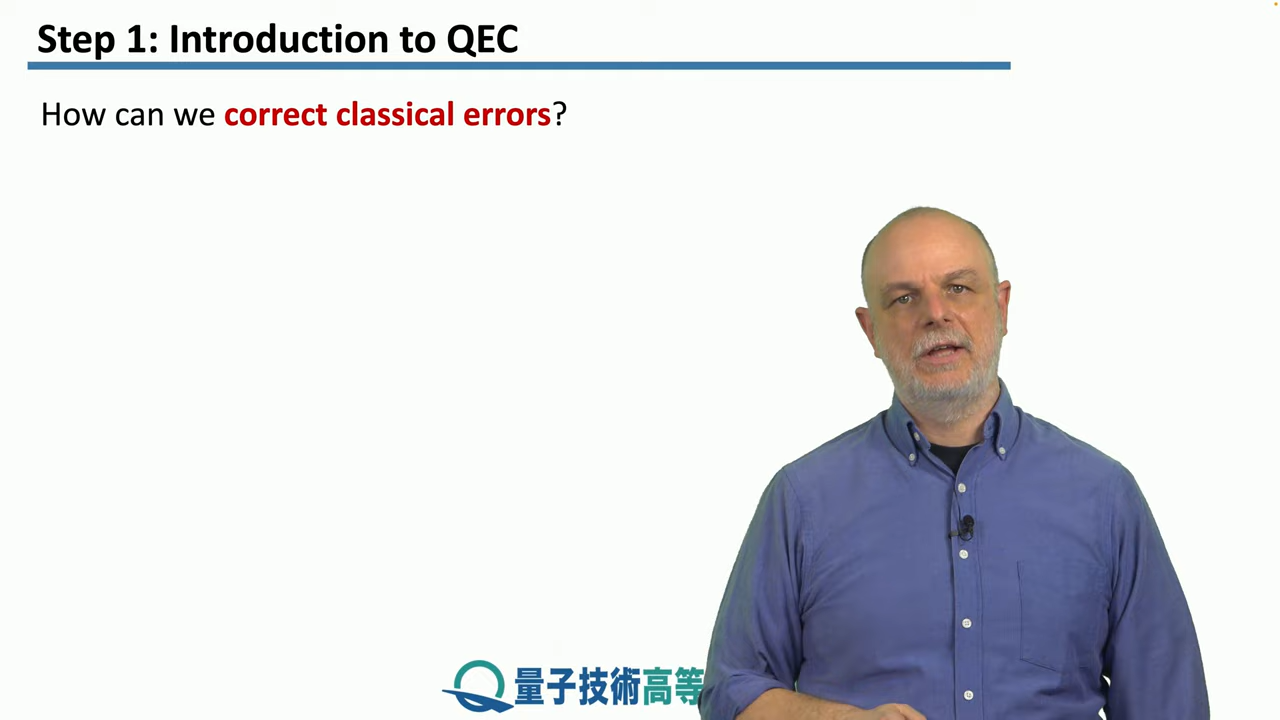 Step 1: Introduction to QEC
How can we correct classical errors?
量子技術高等